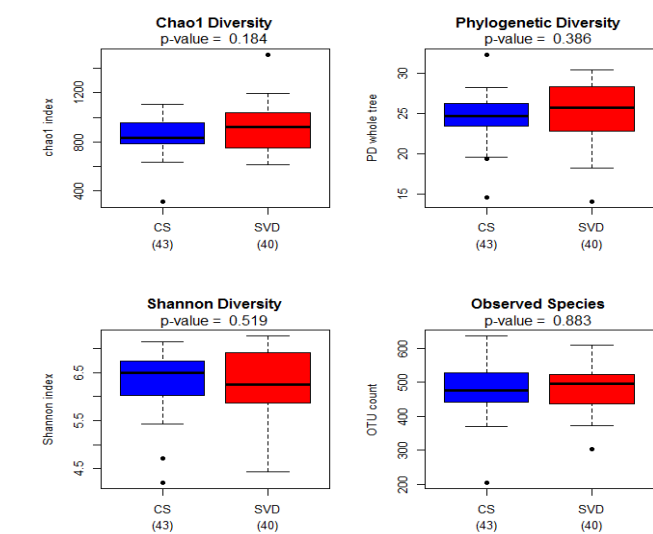 Chao1 Diversity
p-value = 0.184
chao1 index
1200
800
400
CS
SVD
(43)
(40)
Phylogenetic Diversity
p-value = 0.386
PD whole tree
30
25
20
15
CS
SVD
(43)
(40)
Shannon Diversity
p-value = 0.519
Shannon index
6.5
5.5
4.5
CS
SVD
(43)
(40)
Observed Species
p-value = 0.883
OTU count
600
500
400
300
200
CS
SVD
(43)
(40)